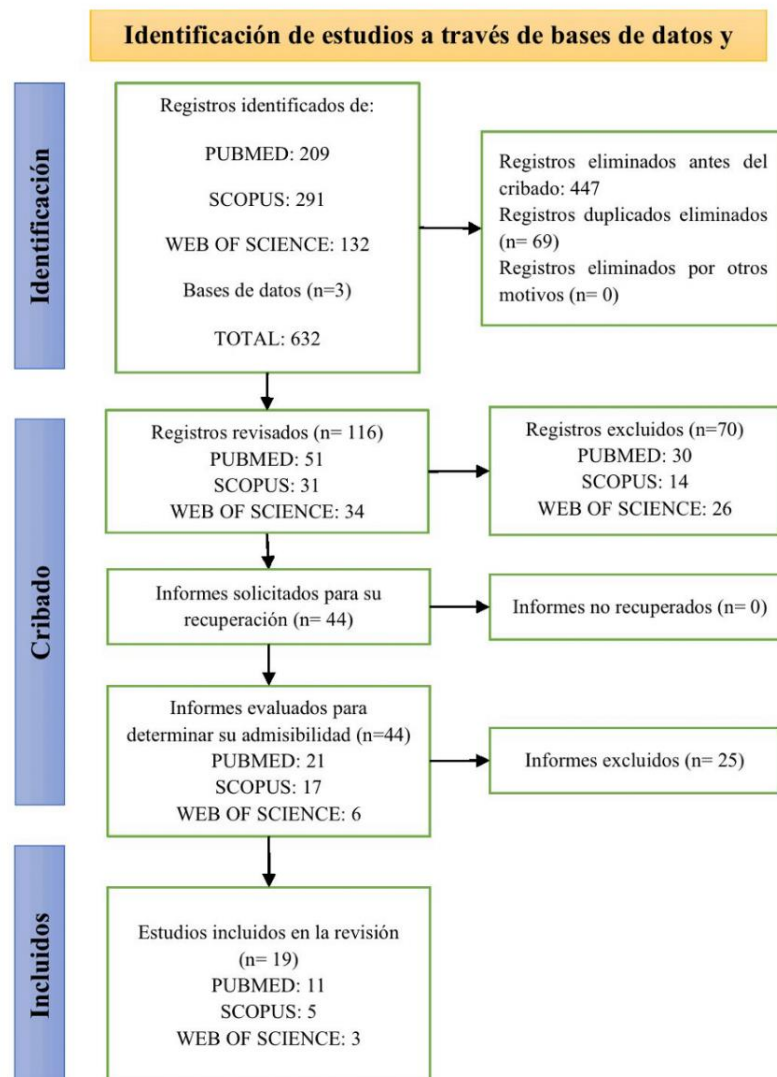 Identificación de estudios a través de bases de datos y
Identificación
Registros identificados de:
PUBMED: 209
SCOPUS: 291
WEB OF SCIENCE: 132
Bases de datos (n=3)
TOTAL: 632
Registros eliminados antes del
cribado: 447
Registros duplicados eliminados
(n= 69)
Registros eliminados por otros
motivos (n= 0)
Cribado
Registros revisados (n= 116)
PUBMED: 51
SCOPUS: 31
WEB OF SCIENCE: 34
Registros excluidos (n=70)
PUBMED: 30
SCOPUS: 14
WEB OF SCIENCE: 26
Informes solicitados para su
recuperación (n= 44)
Informes no recuperados (n= 0)
Informes evaluados para
determinar su admisibilidad (n=44)
PUBMED: 21
SCOPUS: 17
WEB OF SCIENCE: 6
Informes excluidos (n= 25)
Incluidos
Estudios incluidos en la revisión
(n= 19)
PUBMED: 11
SCOPUS: 5
WEB OF SCIENCE: 3